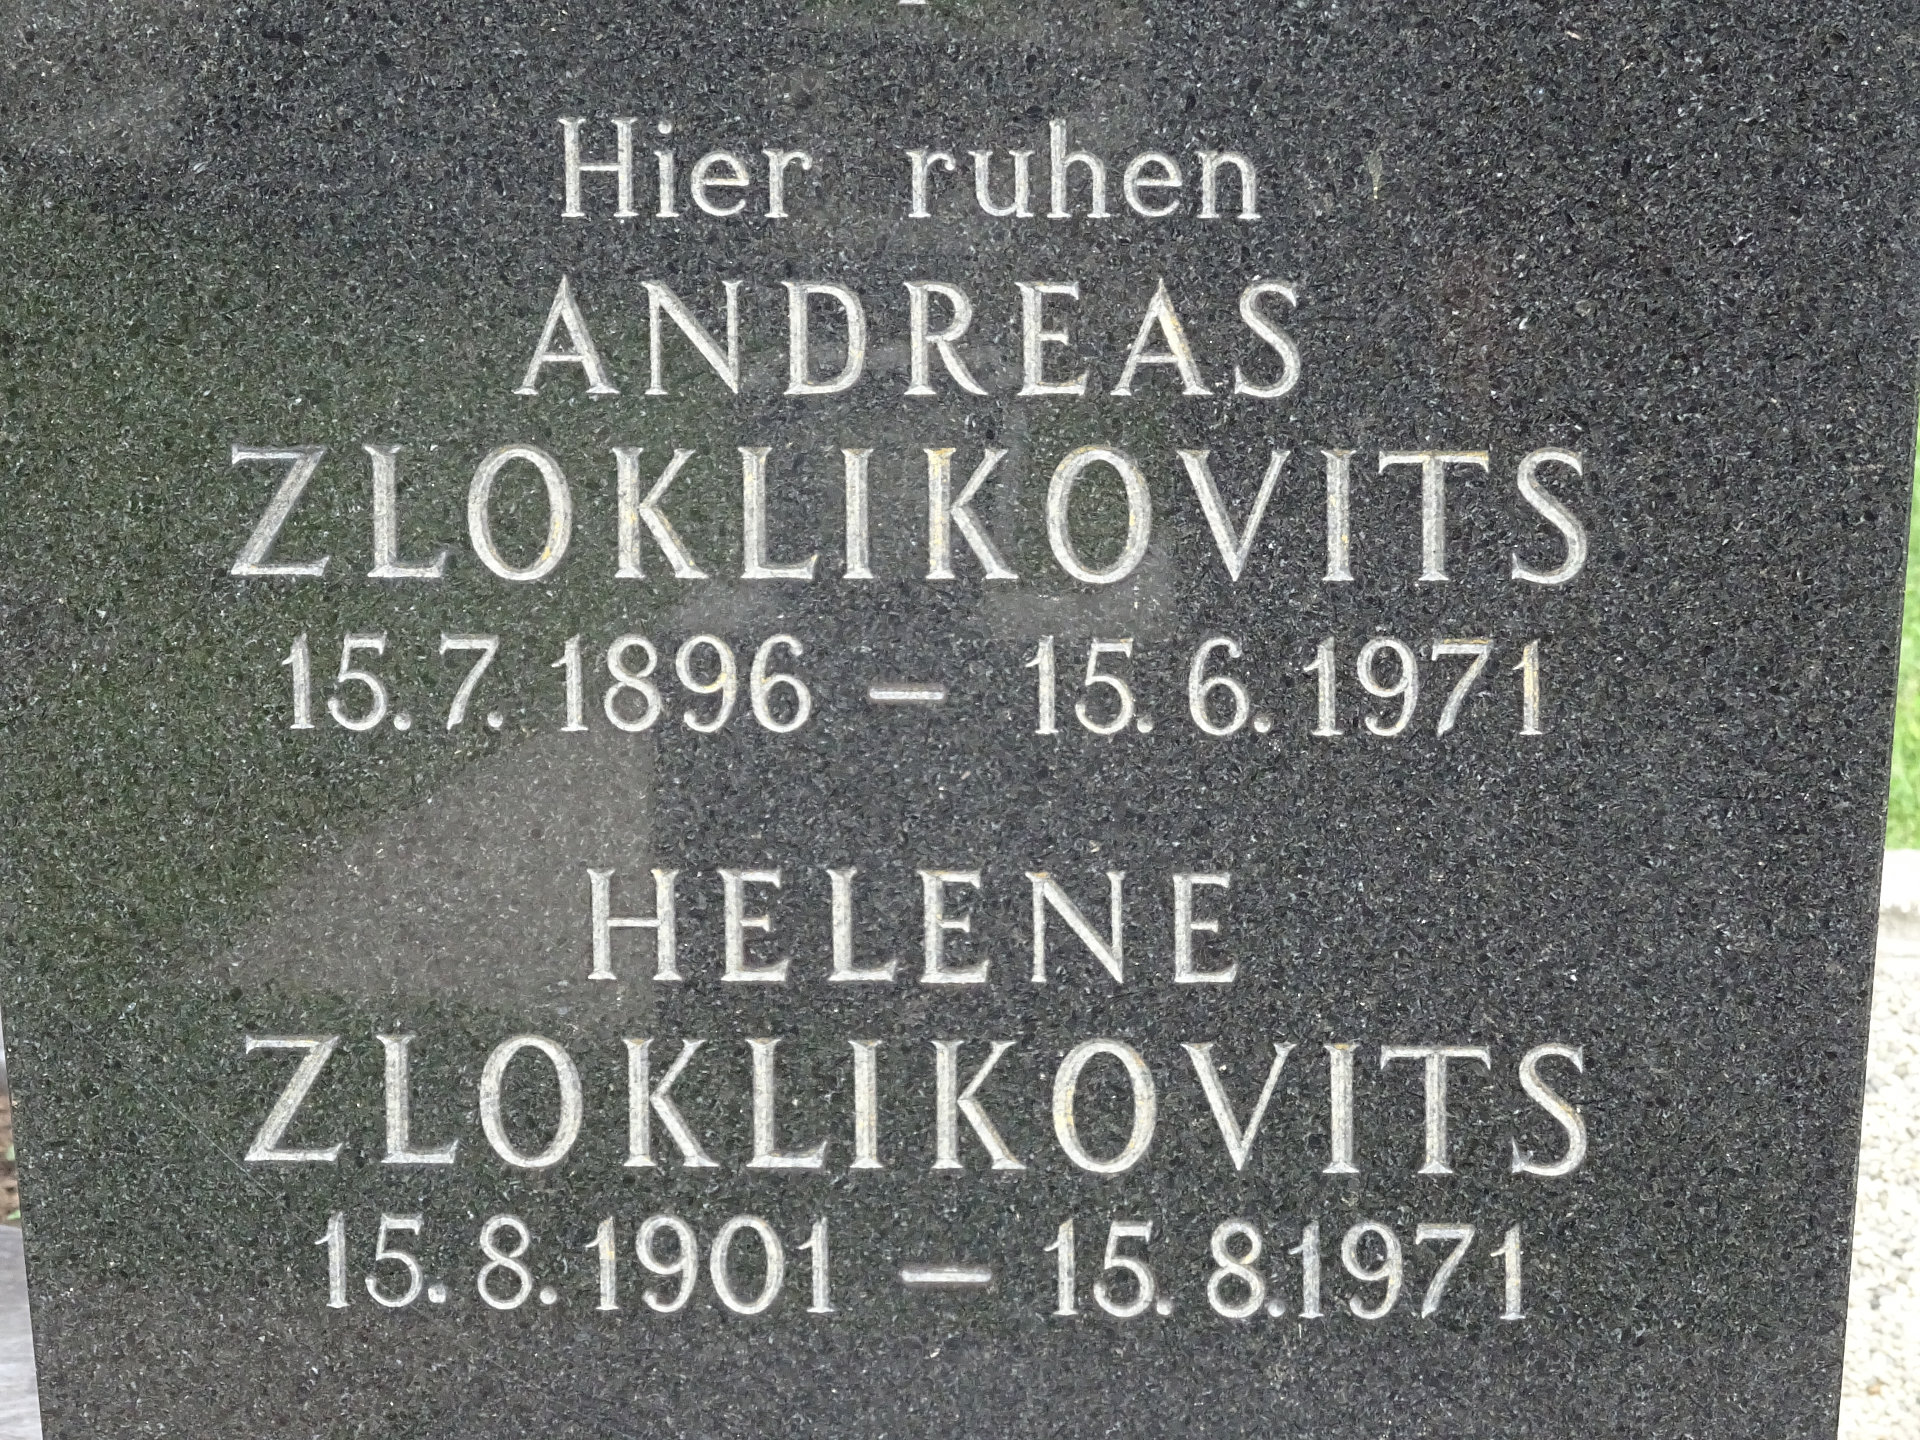 Hier ruhen
ANDREAS
ZLOKLIKOVITS
15.7.1896 – 15.6.1971
HELENE
ZLOKLIKOVITS
15.8.1901 – 15.8.1971